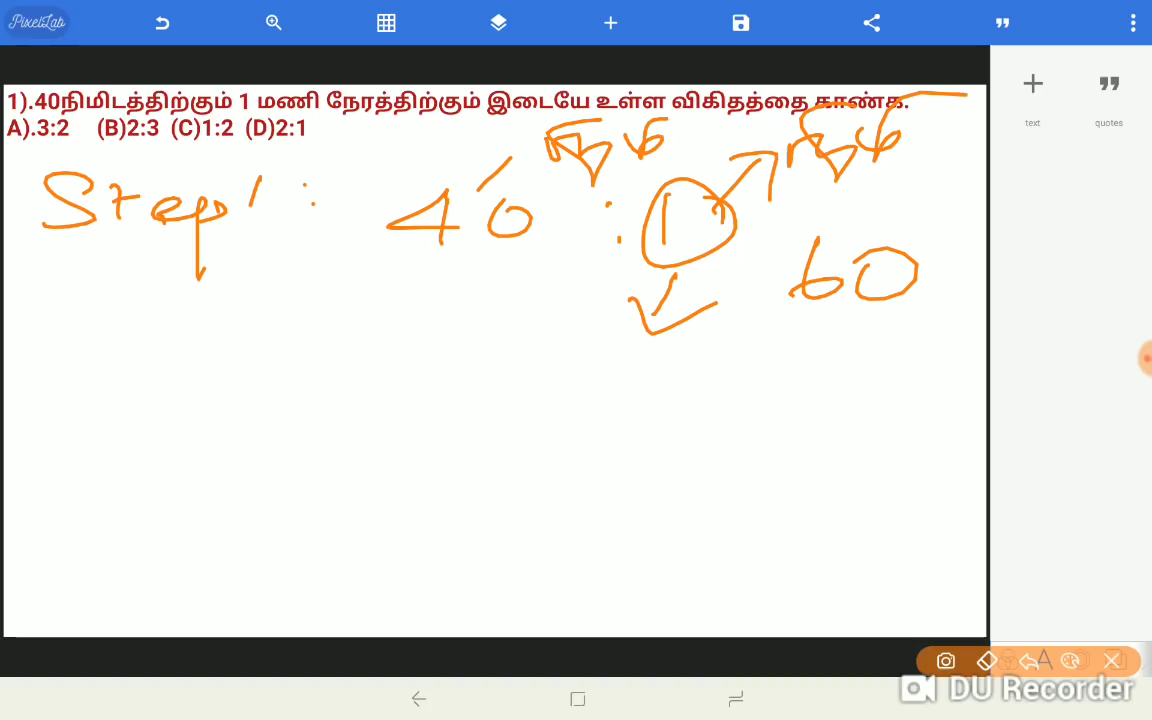 PixelLab
1).40நிமிடத்திற்கும் 1 மணி நேரத்திற்கும் இடையே உள்ள விகிதத்தை காண்க.
A).3:2 (B)2:3 (C)1:2 (D)2:1
text
quotes
Step 1 : 40 : 1
60
DU Recorder